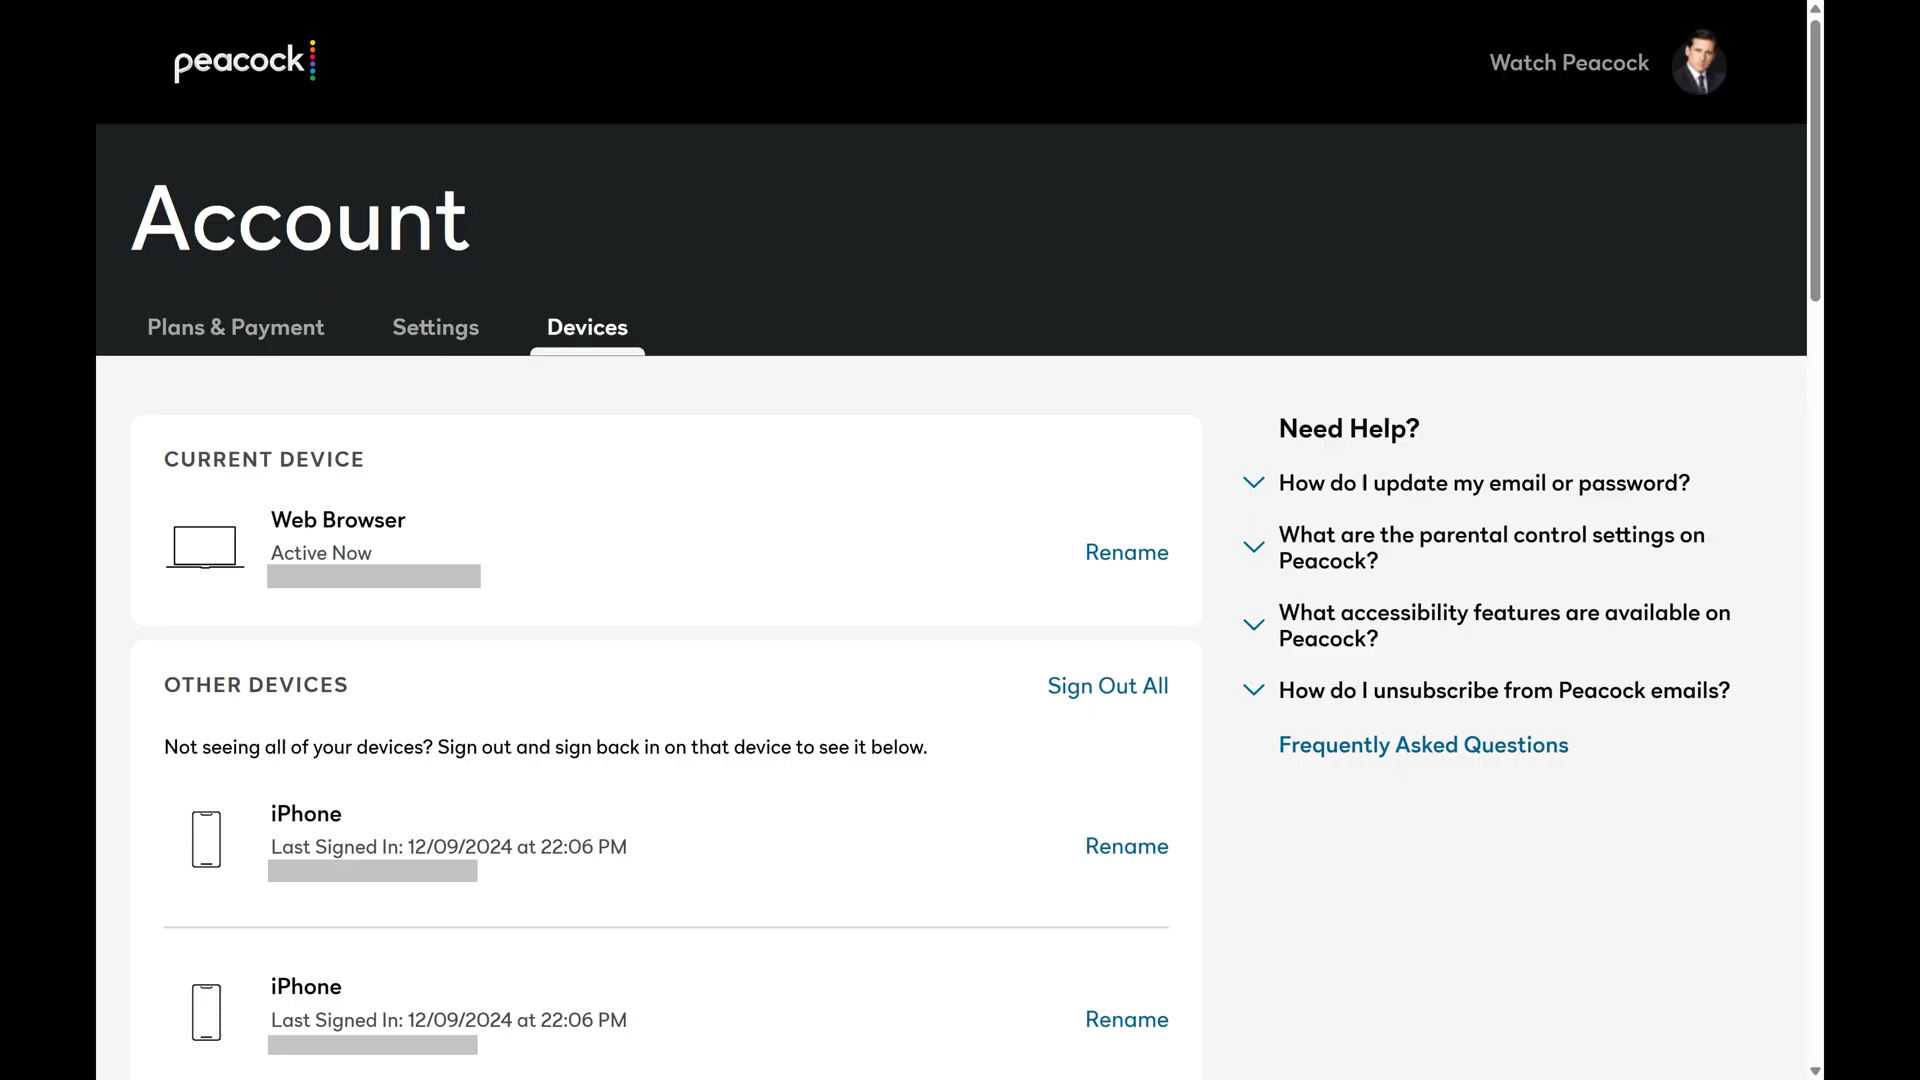 peacock
Watch Peacock
Account
Plans & Payment
Settings
Devices
CURRENT DEVICE
Web Browser
Active Now
Rename
OTHER DEVICES
Sign Out All
Not seeing all of your devices? Sign out and sign back in on that device to see it below.
iPhone
Last Signed In: 12/09/2024 at 22:06 PM
Rename
iPhone
Last Signed In: 12/09/2024 at 22:06 PM
Rename
Need Help?
How do I update my email or password?
What are the parental control settings on
Peacock?
What accessibility features are available on
Peacock?
How do I unsubscribe from Peacock emails?
Frequently Asked Questions